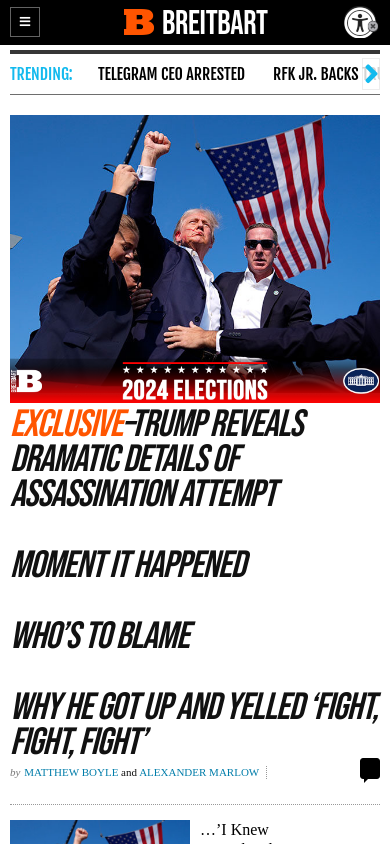 BREITBART
TRENDING:
TELEGRAM CEO ARRESTED
RFK JR. BACKS
BREITBART
2024 ELECTIONS
EXCLUSIVE–TRUMP REVEALS
DRAMATIC DETAILS OF
ASSASSINATION ATTEMPT
MOMENT IT HAPPENED
WHO’S TO BLAME
WHY HE GOT UP AND YELLED ‘FIGHT,
FIGHT, FIGHT’
by MATTHEW BOYLE and ALEXANDER MARLOW
…’I Knew